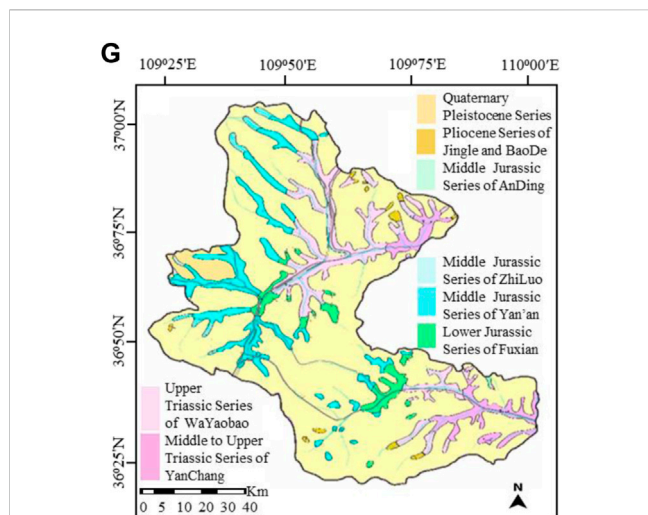 G
109°25'E 109°50'E 109°75'E 110°00'E
37°00'N
36°75'N
36°50'N
36°25'N
Quaternary
Pleistocene Series
Pliocene Series of
Jingle and BaoDe
Middle Jurassic
Series of AnDing
Middle Jurassic
Series of ZhiLuo
Middle Jurassic
Series of Yan'an
Lower Jurassic
Series of Fuxian
Upper
Triassic Series
of WaYaobao
Middle to Upper
Triassic Series of
YanChang
Km
0 5 10 20 30 40
N